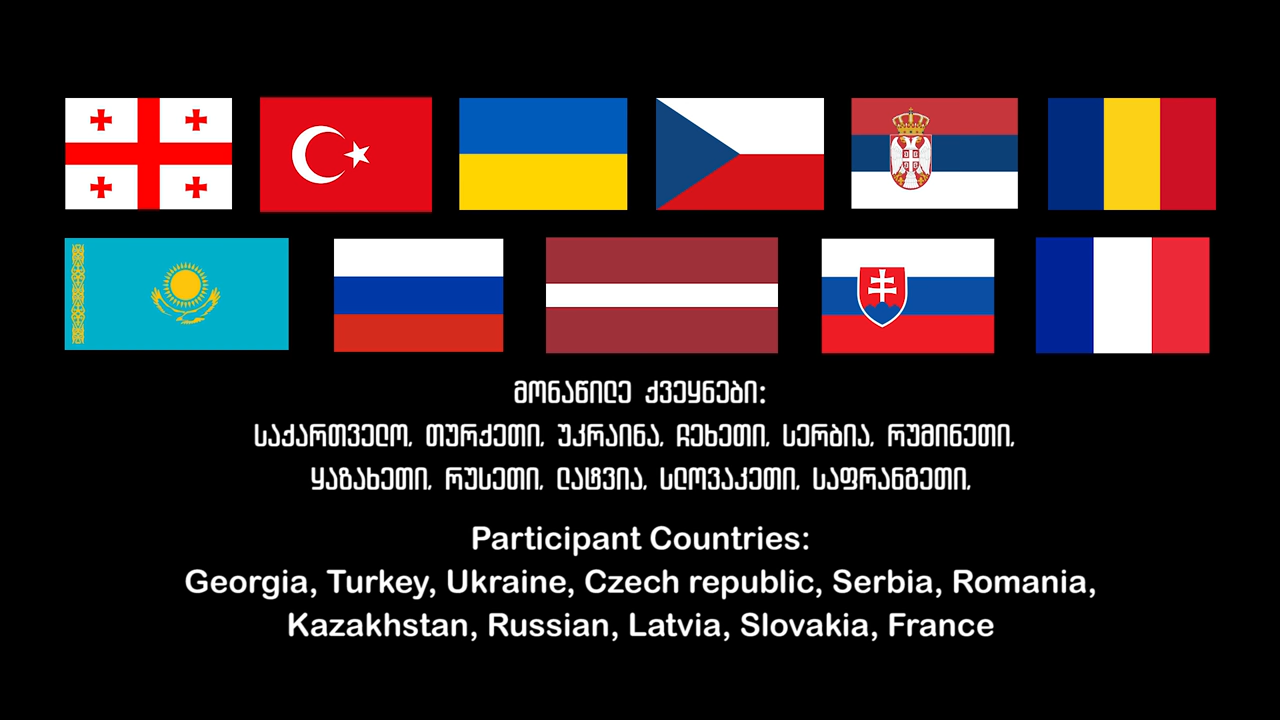 მონაწილე ქვეყნები:
საქართველო, თურქეთი, უკრაინა, ჩეხეთი, სერბია, რუმინეთი,
ყაზახეთი, რუსეთი, ლატვია, სლოვაკეთი, საფრანგეთი,
Participant Countries:
Georgia, Turkey, Ukraine, Czech republic, Serbia, Romania,
Kazakhstan, Russian, Latvia, Slovakia, France